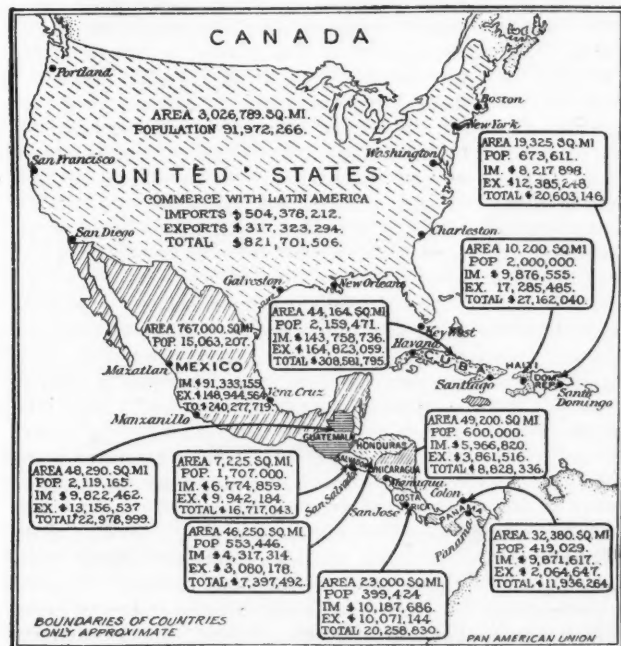 CANADA
Portland
AREA 3,026,789.SQ.MI.
POPULATION 91,972,266.
Boston
New York
San Francisco
Washington
UNITED STATES
COMMERCE WITH LATIN AMERICA
IMPORTS $504,378,212.
EXPORTS $317,323,294.
TOTAL $821,701,506.
AREA 19,325, SQ.MI
POP. 673,611.
IM. $8,217 898.
EX. $12,385,248
TOTAL $20,603,146
San Diego
Charleston
AREA 10,200. SQ.MI
POP 2,000,000.
IM. $9,876,555.
EX. 17,285,485.
TOTAL $27,162,040.
Galveston
New Orleans
AREA 44,164 SQ.MI.
POP. 2,159,471.
IM $143,758,736.
EX $164,823,059.
TOTAL $308,581,795
Key West
Havana
CUBA
Santiago
HAITI
DOM.
REP.
Santo
Domingo
AREA 767,000.SQ.MI
POP. 15,063,207.
Mazatlan
MEXICO
IM $91,333,155
EX $148,944,564
TO. $240,277,719.
Vera Cruz
Manzanillo
GUATEMALA
HONDURAS
SALVADOR
NICARAGUA
San Salvador
Managua
COSTA
RICA
San Jose
Colon
PANAMA
Panama
AREA 49,200. SQ.MI
POP. 600,000.
IM $5,966,820.
EX. $3,861,516.
TOTAL $8,828,336.
AREA 48,290. SQ.MI
POP. 2,119,165.
IM $9,822,462.
EX. $13,156,537
TOTAL $22,978,999.
AREA 7,225 SQ.MI.
POP. 1,707.000.
IM $6,774,859.
EX. $9,942,184.
TOTAL $16,717,043.
AREA 46,250. SQ.MI
POP 553,446.
IM $4,317,314.
EX. $3,080,178.
TOTAL $7,397,492.
AREA 23,000 SQ.MI.
POP 399,424
IM $10,187,686.
EX. $10,071,144
TOTAL 20,258,830.
AREA 32,380. SQ.MI
POP. 419,029.
IM. $9,871,617.
EX $2,064,647.
TOTAL $11,936,264
BOUNDARIES OF COUNTRIES
ONLY APPROXIMATE
PAN AMERICAN UNION